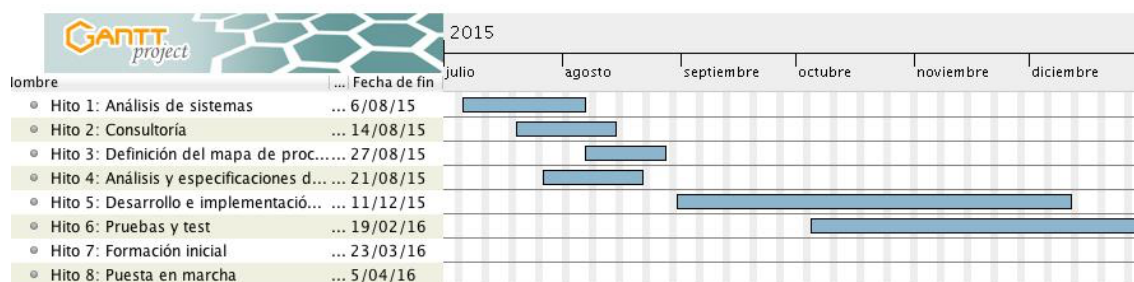 GANTT
project
2015
julio agosto septiembre octubre noviembre diciembre
ombre ... Fecha de fin
Hito 1: Análisis de sistemas ... 6/08/15
Hito 2: Consultoría ... 14/08/15
Hito 3: Definición del mapa de proc... ... 27/08/15
Hito 4: Análisis y especificaciones d... ... 21/08/15
Hito 5: Desarrollo e implementació... ... 11/12/15
Hito 6: Pruebas y test ... 19/02/16
Hito 7: Formación inicial ... 23/03/16
Hito 8: Puesta en marcha ... 5/04/16